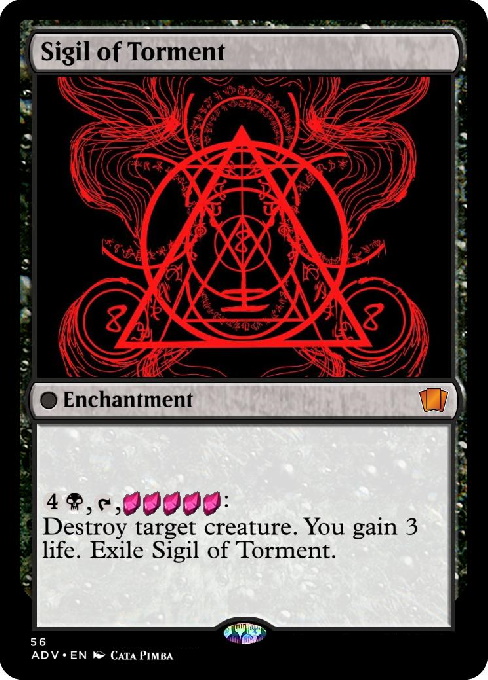 Sigil of Torment
Enchantment
4 , , :
Destroy target creature. You gain 3
life. Exile Sigil of Torment.
56
ADV • EN Cata Pimba